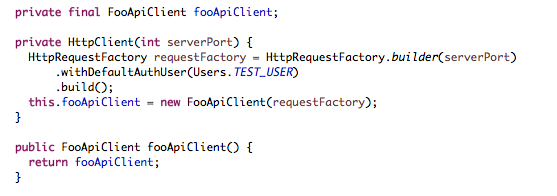 private final FooApiClient fooApiClient;

private HttpClient(int serverPort) {
  HttpRequestFactory requestFactory = HttpRequestFactory.builder(serverPort)
      .withDefaultAuthUser(Users.TEST_USER)
      .build();
  this.fooApiClient = new FooApiClient(requestFactory);
}

public FooApiClient fooApiClient() {
  return fooApiClient;
}